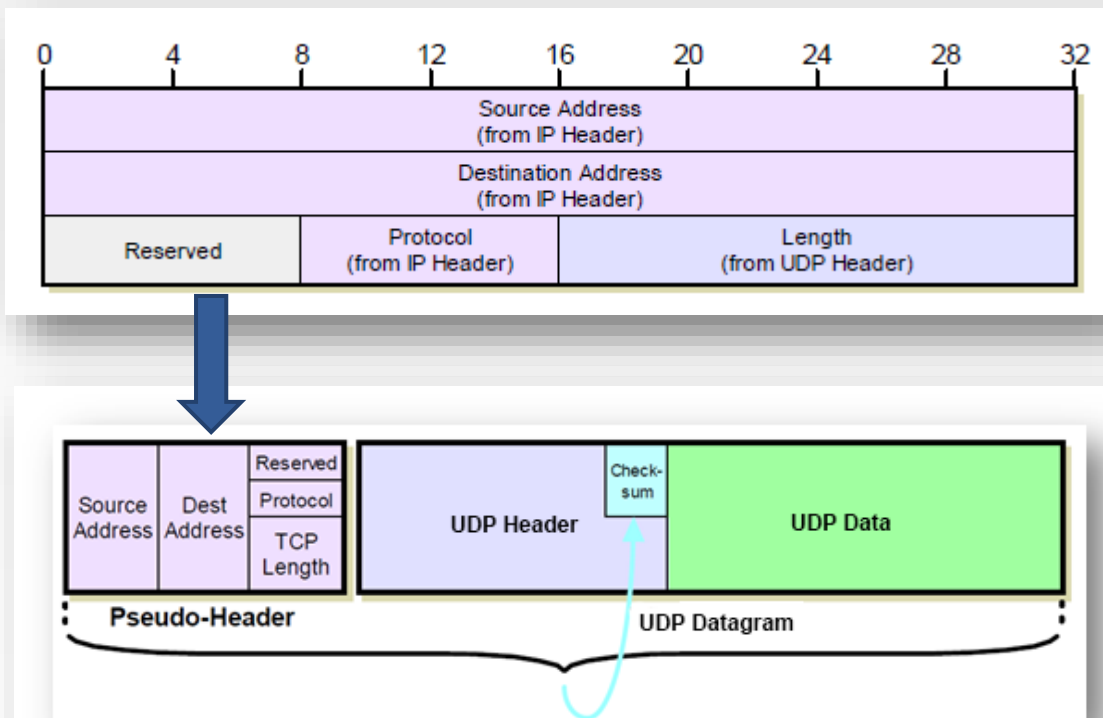 0 4 8 12 16 20 24 28 32
Source Address
(from IP Header)
Destination Address
(from IP Header)
Reserved
Protocol
(from IP Header)
Length
(from UDP Header)
Source
Address
Dest
Address
Reserved
Protocol
TCP
Length
UDP Header
Check-
sum
UDP Data
Pseudo-Header
UDP Datagram